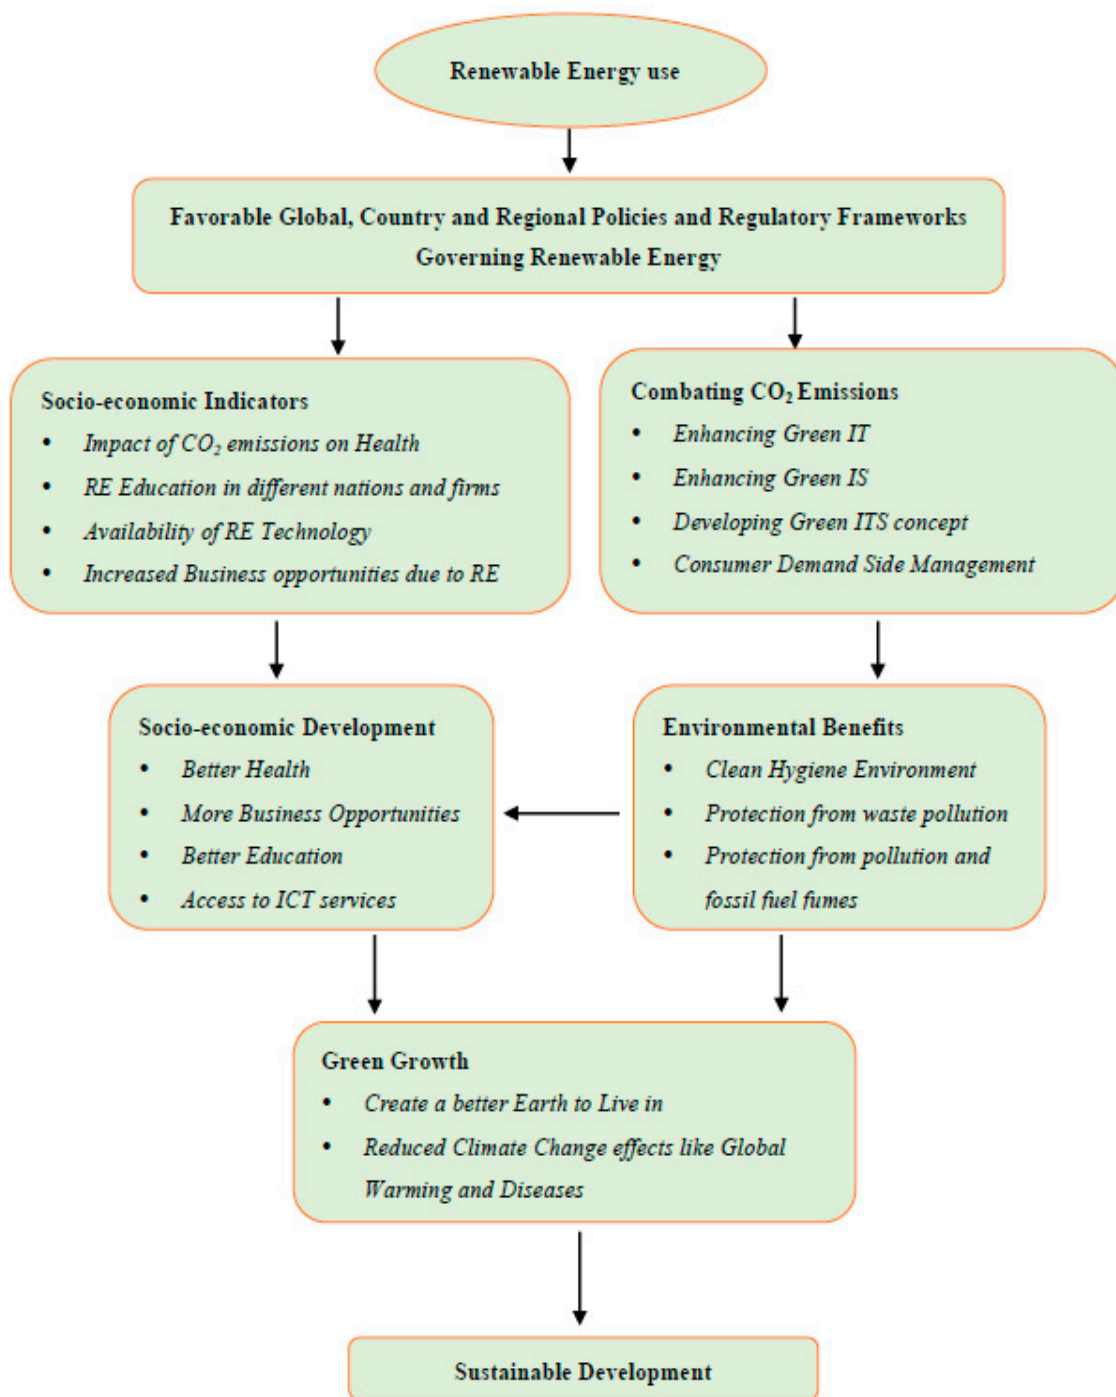 Renewable Energy use
Favorable Global, Country and Regional Policies and Regulatory Frameworks
Governing Renewable Energy
Socio-economic Indicators
• Impact of CO₂ emissions on Health
• RE Education in different nations and firms
• Availability of RE Technology
• Increased Business opportunities due to RE
Combating CO₂ Emissions
• Enhancing Green IT
• Enhancing Green IS
• Developing Green ITS concept
• Consumer Demand Side Management
Socio-economic Development
• Better Health
• More Business Opportunities
• Better Education
• Access to ICT services
Environmental Benefits
• Clean Hygiene Environment
• Protection from waste pollution
• Protection from pollution and
fossil fuel fumes
Green Growth
• Create a better Earth to Live in
• Reduced Climate Change effects like Global
Warming and Diseases
Sustainable Development